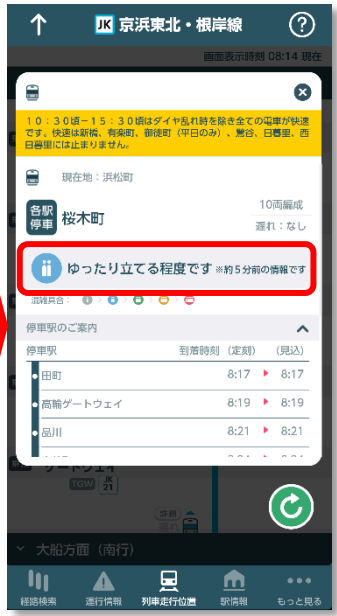 JK 京浜東北・根岸線
画面表示時刻 08:14 現在
10:30頃-15:30頃はダイヤ乱れ時を除き全ての電車が快速
です。快速は新橋、有楽町、御徒町(平日のみ)、鶯谷、日暮里、西
日暮里には止まりません。
現在地:浜松町
各駅
停車
桜木町
10両編成
遅れ:なし
ゆったり立てる程度です ※約5分前の情報です
混雑具合:
停車駅のご案内
停車駅 到着時刻 (定刻) (見込)
田町 8:17 ▶ 8:17
高輪ゲートウェイ 8:19 ▶ 8:19
品川 8:21 ▶ 8:21
ゲートウェイ
TGW JK
21
大船方面 (南行)
経路検索 運行情報 列車走行位置 駅情報 もっと見る